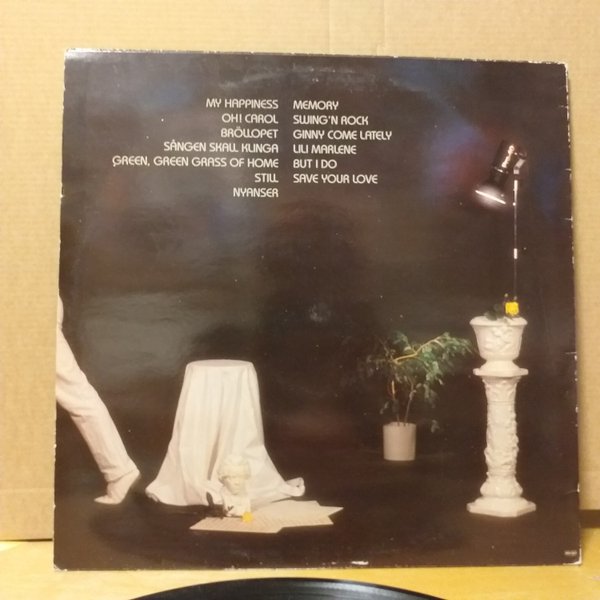 MY HAPPINESS
OH! CAROL
BRÖLLOPET
SÅNGEN SKALL KLINGA
GREEN, GREEN GRASS OF HOME
STILL
NYANSER
MEMORY
SWING'N ROCK
GINNY COME LATELY
LILI MARLENE
BUT I DO
SAVE YOUR LOVE